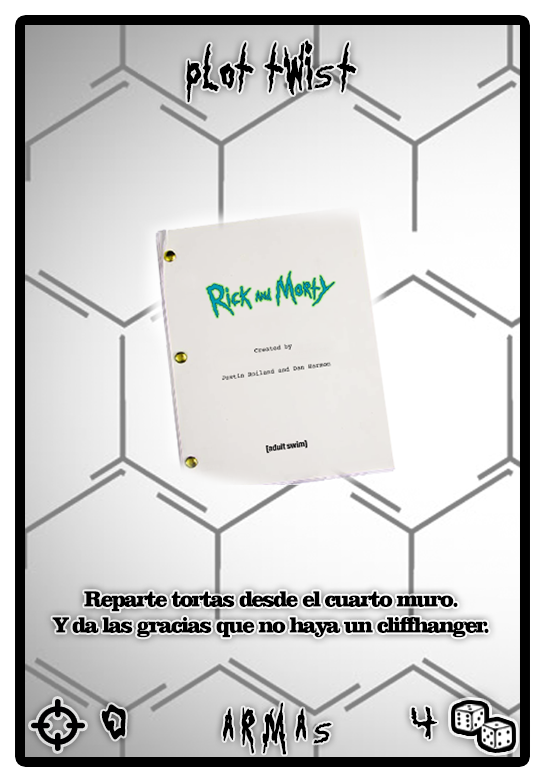 PLOT TWIST
Rick and Morty
Created by
Justin Roiland and Dan Harmon
[adult swim]
Reparte tortas desde el cuarto muro.
Y da las gracias que no haya un cliffhanger.
0 ARMAS 4